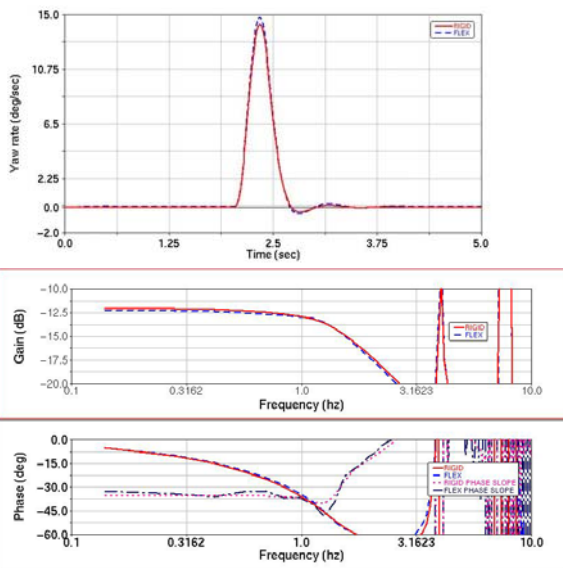 15.0
RIGID
FLEX
10.75
6.5
2.25
0.0
-2.0
Yaw rate (deg/sec)
0.0 1.25 2.5 3.75 5.0
Time (sec)
-10.0
-12.5
-15.0
-17.5
-20.0
Gain (dB)
RIGID
FLEX
0.1 0.3162 1.0 3.1623 10.0
Frequency (hz)
0.0
-15.0
-30.0
-45.0
-60.0
Phase (deg)
RIGID
FLEX
RIGID PHASE SLOPE
FLEX PHASE SLOPE
0.1 0.3162 1.0 3.1623 10.0
Frequency (hz)